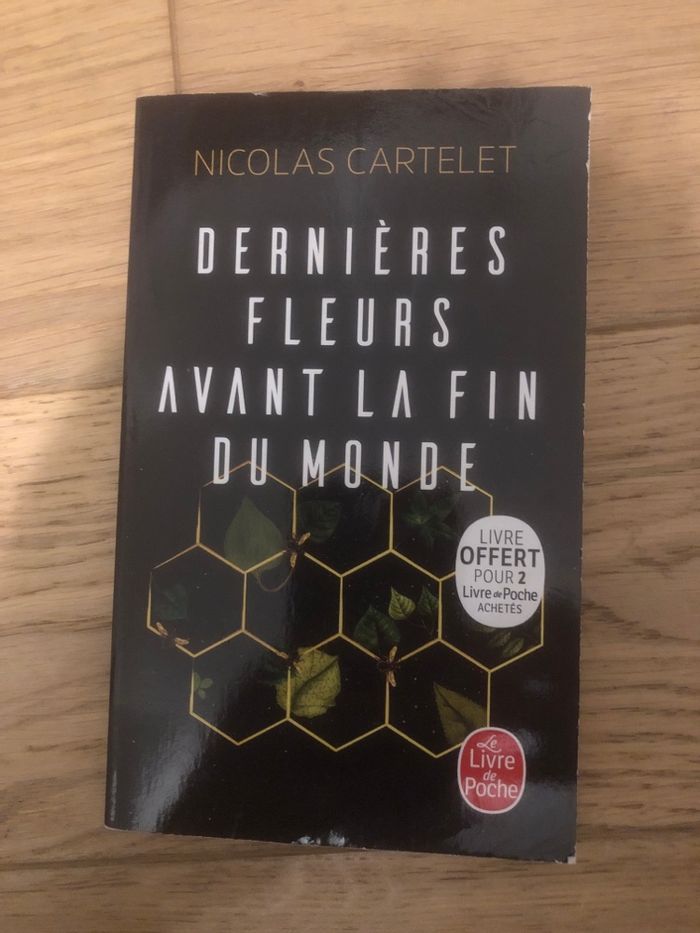 NICOLAS CARTELET
DERNIÈRES
FLEURS
AVANT LA FIN
DU MONDE
LIVRE
OFFERT
POUR 2
Livre de Poche
ACHETÉS
Le
Livre
de
Poche